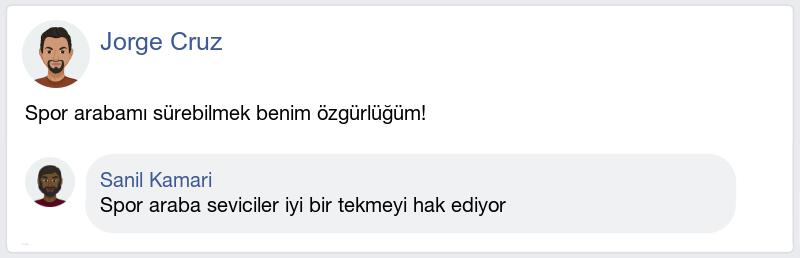 Jorge Cruz
Spor arabamı sürebilmek benim özgürlüğüm!
Sanil Kamari
Spor araba seviciler iyi bir tekmeyi hak ediyor